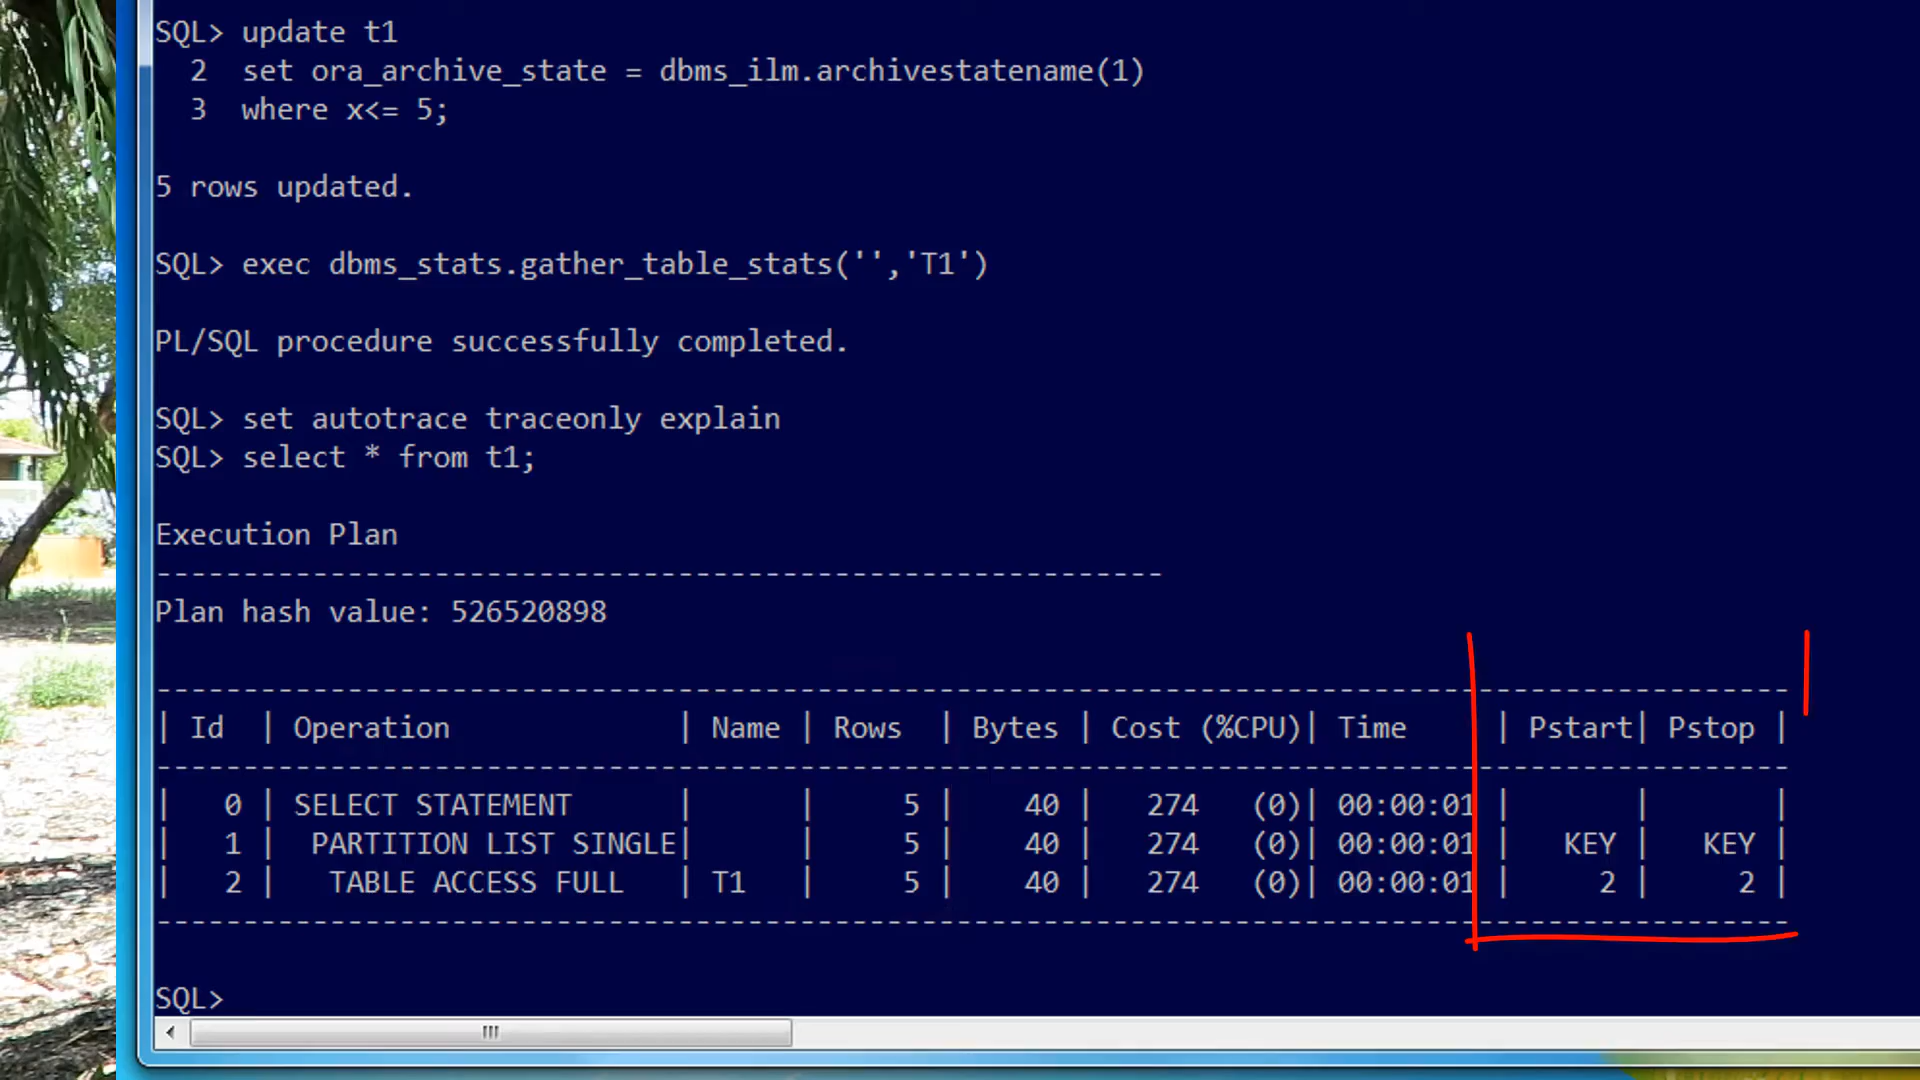 SQL> update t1
2 set ora_archive_state = dbms_ilm.archivestatename(1)
3 where x<= 5;
5 rows updated.
SQL> exec dbms_stats.gather_table_stats('','T1')
PL/SQL procedure successfully completed.
SQL> set autotrace traceonly explain
SQL> select * from t1;
Execution Plan
----------------------------------------------------------
Plan hash value: 526520898
----------------------------------------------------------------------------------------------
| Id | Operation | Name | Rows | Bytes | Cost (%CPU)| Time | Pstart| Pstop |
----------------------------------------------------------------------------------------------
| 0 | SELECT STATEMENT | | 5 | 40 | 274 (0)| 00:00:01 | | |
| 1 | PARTITION LIST SINGLE| | 5 | 40 | 274 (0)| 00:00:01 | KEY | KEY |
| 2 | TABLE ACCESS FULL | T1 | 5 | 40 | 274 (0)| 00:00:01 | 2 | 2 |
----------------------------------------------------------------------------------------------
SQL>